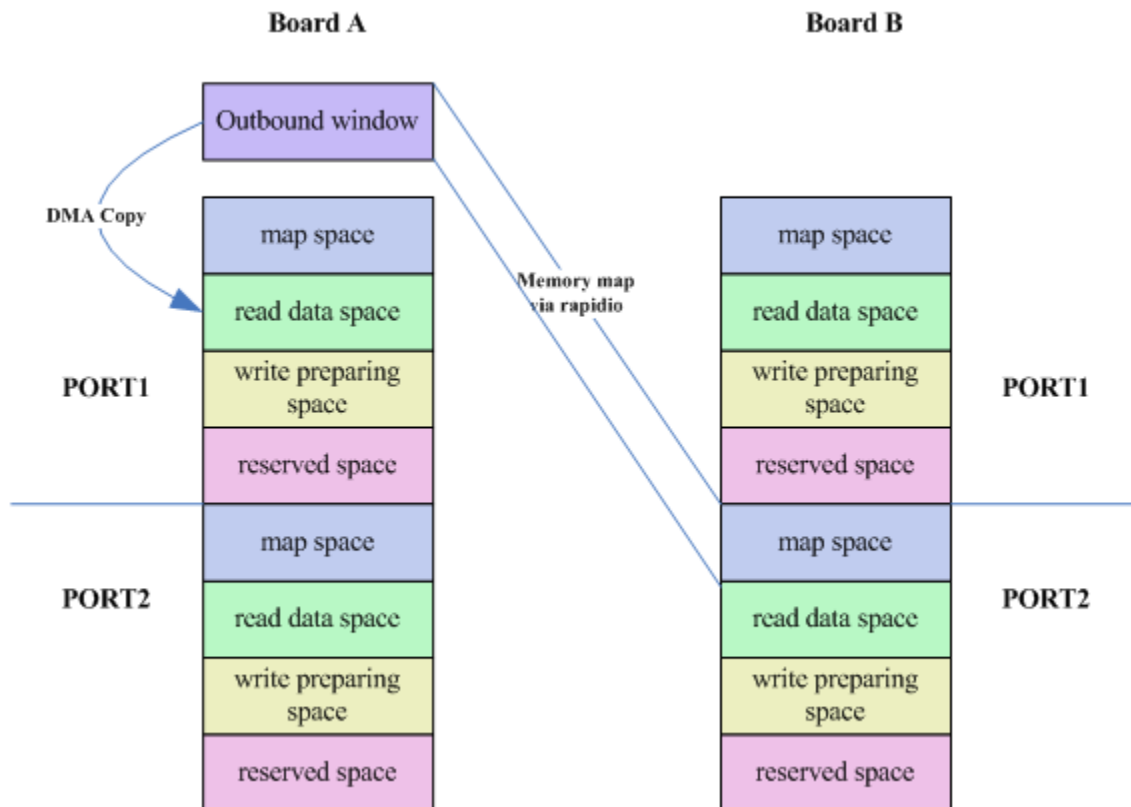 Board A
Board B
Outbound window
DMA Copy
map space
map space
Memory map
via rapidio
read data space
read data space
PORT1
write preparing
space
write preparing
space
PORT1
reserved space
reserved space
map space
map space
PORT2
read data space
read data space
PORT2
write preparing
space
write preparing
space
reserved space
reserved space